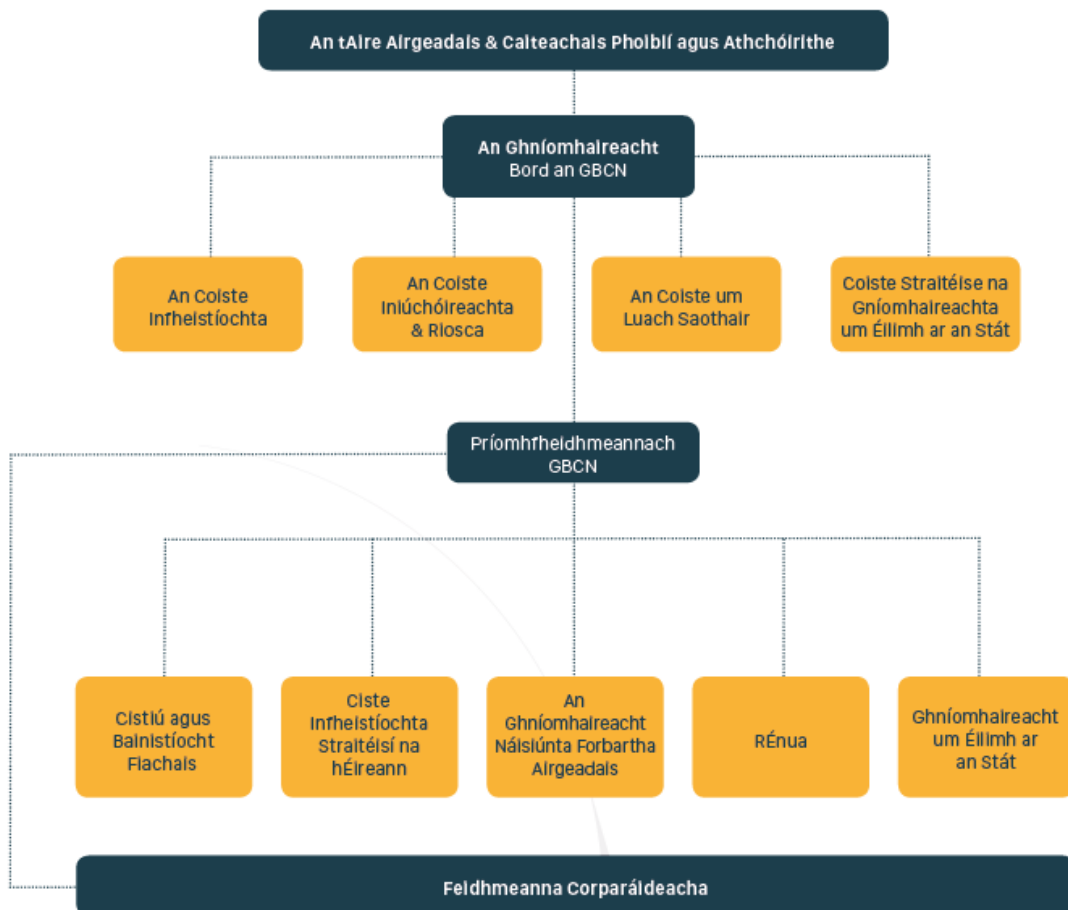 An tAire Airgeadais & Caiteachais Phoiblí agus Athchóirithe
An Ghníomhaireacht
Bord an GBCN
An Coiste
Infheistíochta
An Coiste
Iniúchóireachta
& Riosca
An Coiste um
Luach Saothair
Coiste Straitéise na
Gníomhaireachta
um Éilimh ar an Stát
Príomhfheidhmeannach
GBCN
Cistiú agus
Bainistíocht
Fiachais
Ciste
Infheistíochta
Straitéisí na
hÉireann
An
Ghníomhaireacht
Náisiúnta Forbartha
Airgeadais
RÉnua
Ghníomhaireacht
um Éilimh ar
an Stát
Feidhmeanna Corparáideacha